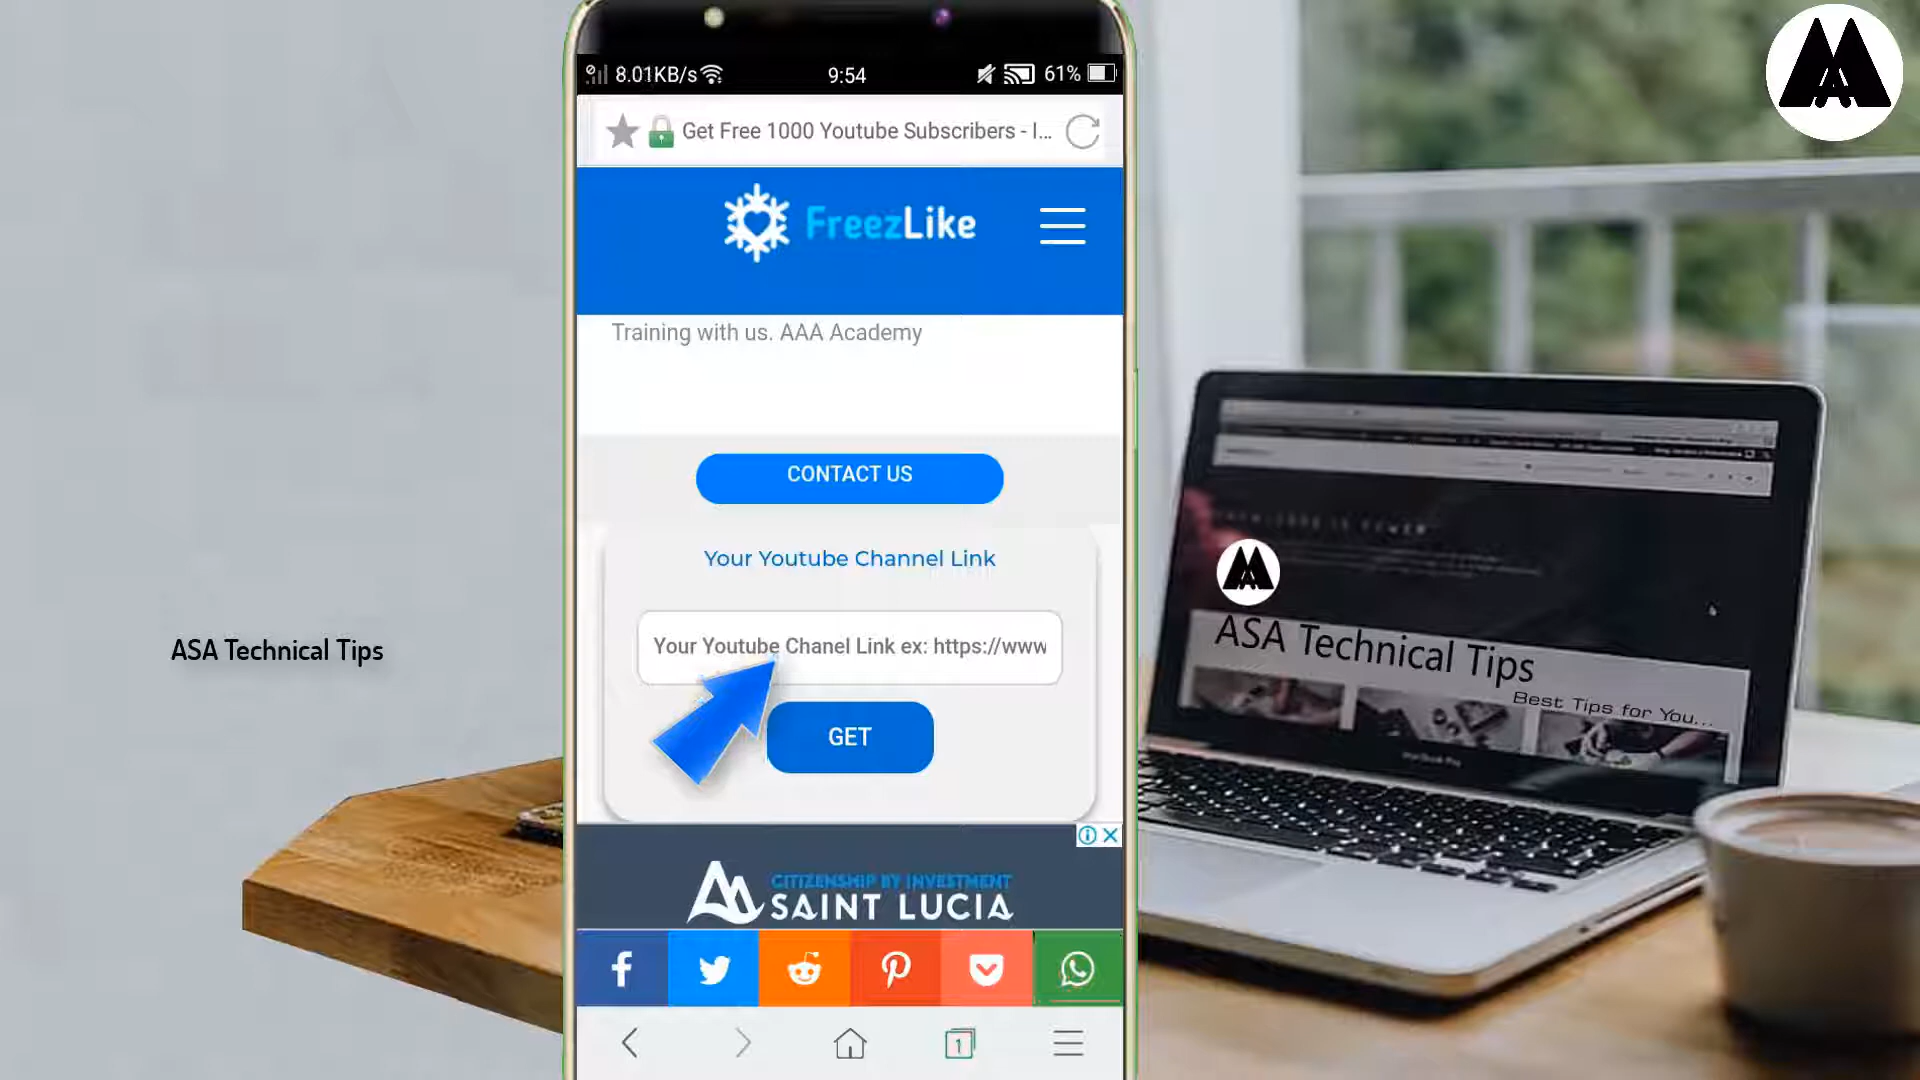 8.01KB/s 9:54 61%
Get Free 1000 Youtube Subscribers - I...
FreezLike
Training with us. AAA Academy
CONTACT US
Your Youtube Channel Link
Your Youtube Chanel Link ex: https://www
GET
CITIZENSHIP BY INVESTMENT
SAINT LUCIA
1
ASA Technical Tips
ASA Technical Tips
Best Tips for You...